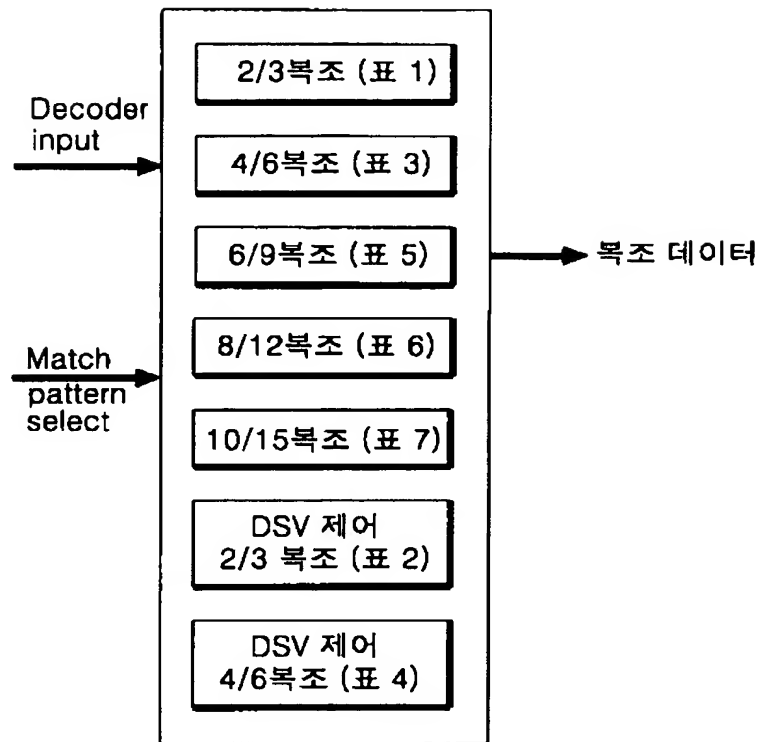 2/3복조 (표 1)
Decoder
input
4/6복조 (표 3)
6/9복조 (표 5)
복조 데이터
8/12복조 (표 6)
Match
pattern
select
10/15복조 (표 7)
DSV 제어
2/3 복조 (표 2)
DSV 제어
4/6복조 (표 4)